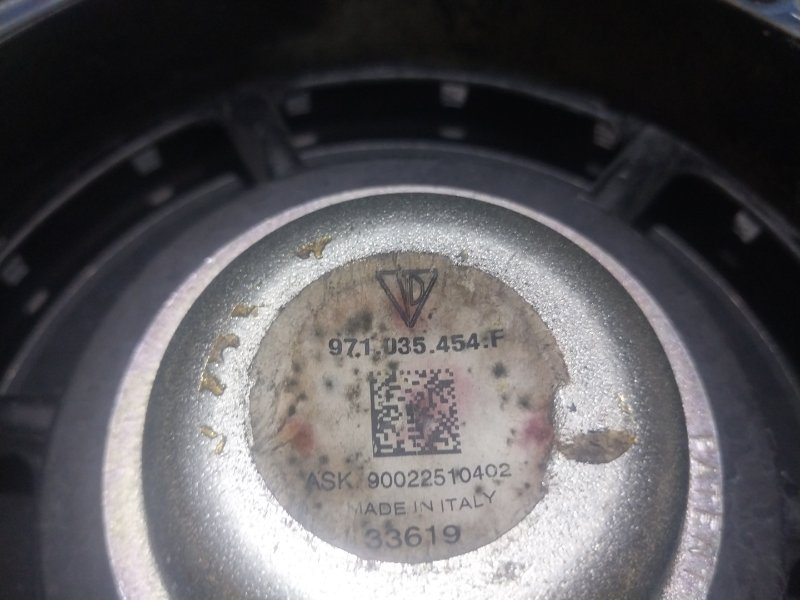 971.035.454.F
ASK 90022510402
MADE IN ITALY
33619